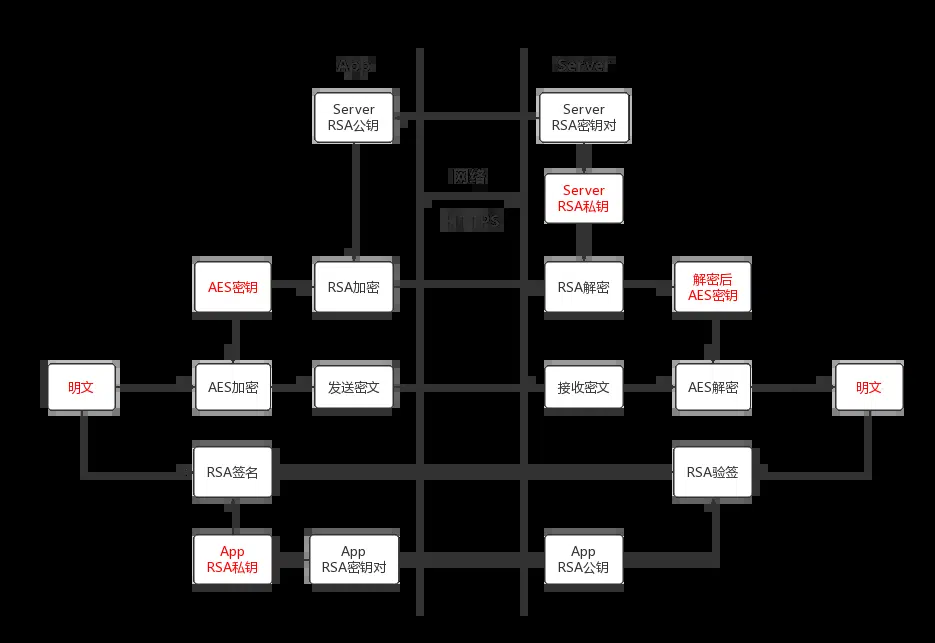 App
Server
Server
RSA公钥
Server
RSA密钥对
网络
Server
RSA私钥
HTTPS
AES密钥
RSA加密
RSA解密
解密后
AES密钥
明文
AES加密
发送密文
接收密文
AES解密
明文
RSA签名
RSA验签
App
RSA私钥
App
RSA密钥对
App
RSA公钥